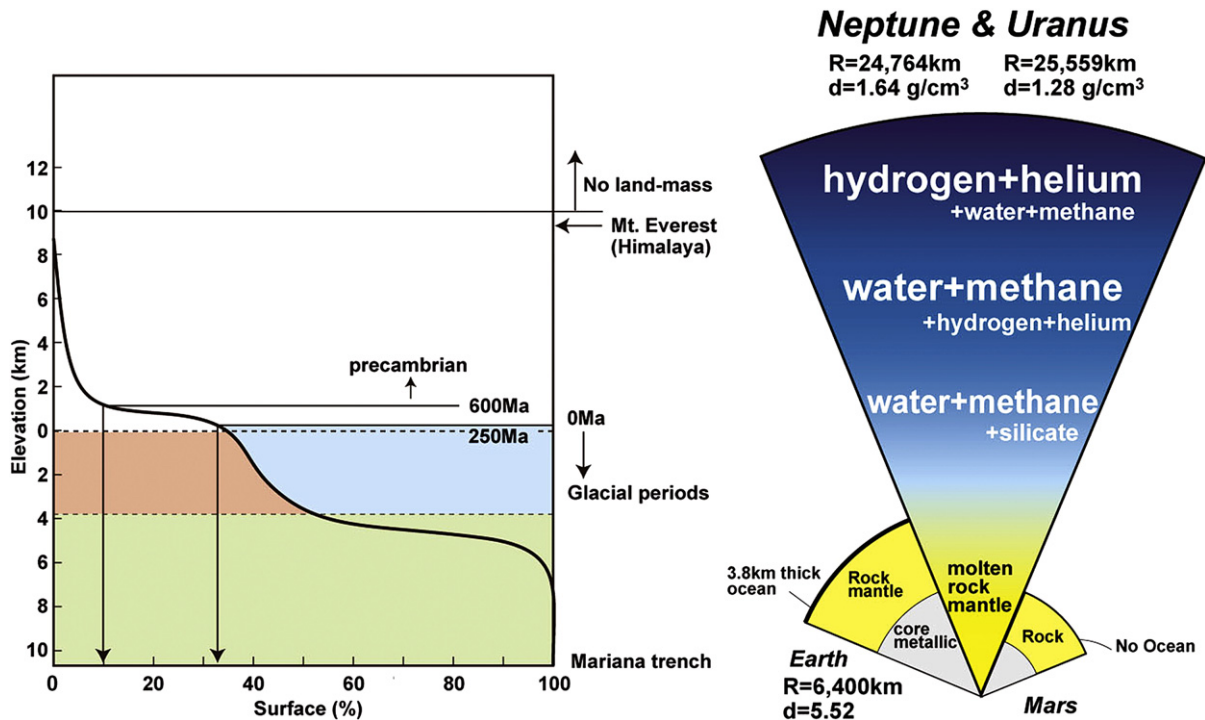 12
10
8
6
4
2
0
2
4
6
8
10
Elevation (km)
0
20
40
60
80
100
Surface (%)
precambrian
600Ma
250Ma
No land-mass
Mt. Everest
(Himalaya)
0Ma
Glacial periods
Mariana trench
Neptune & Uranus
R=24,764km R=25,559km
d=1.64 g/cm³ d=1.28 g/cm³
hydrogen+helium
+water+methane
water+methane
+hydrogen+helium
water+methane
+silicate
molten
rock
mantle
3.8km thick
ocean
Rock
mantle
core
metallic
Earth
R=6,400km
d=5.52
Rock
No Ocean
Mars